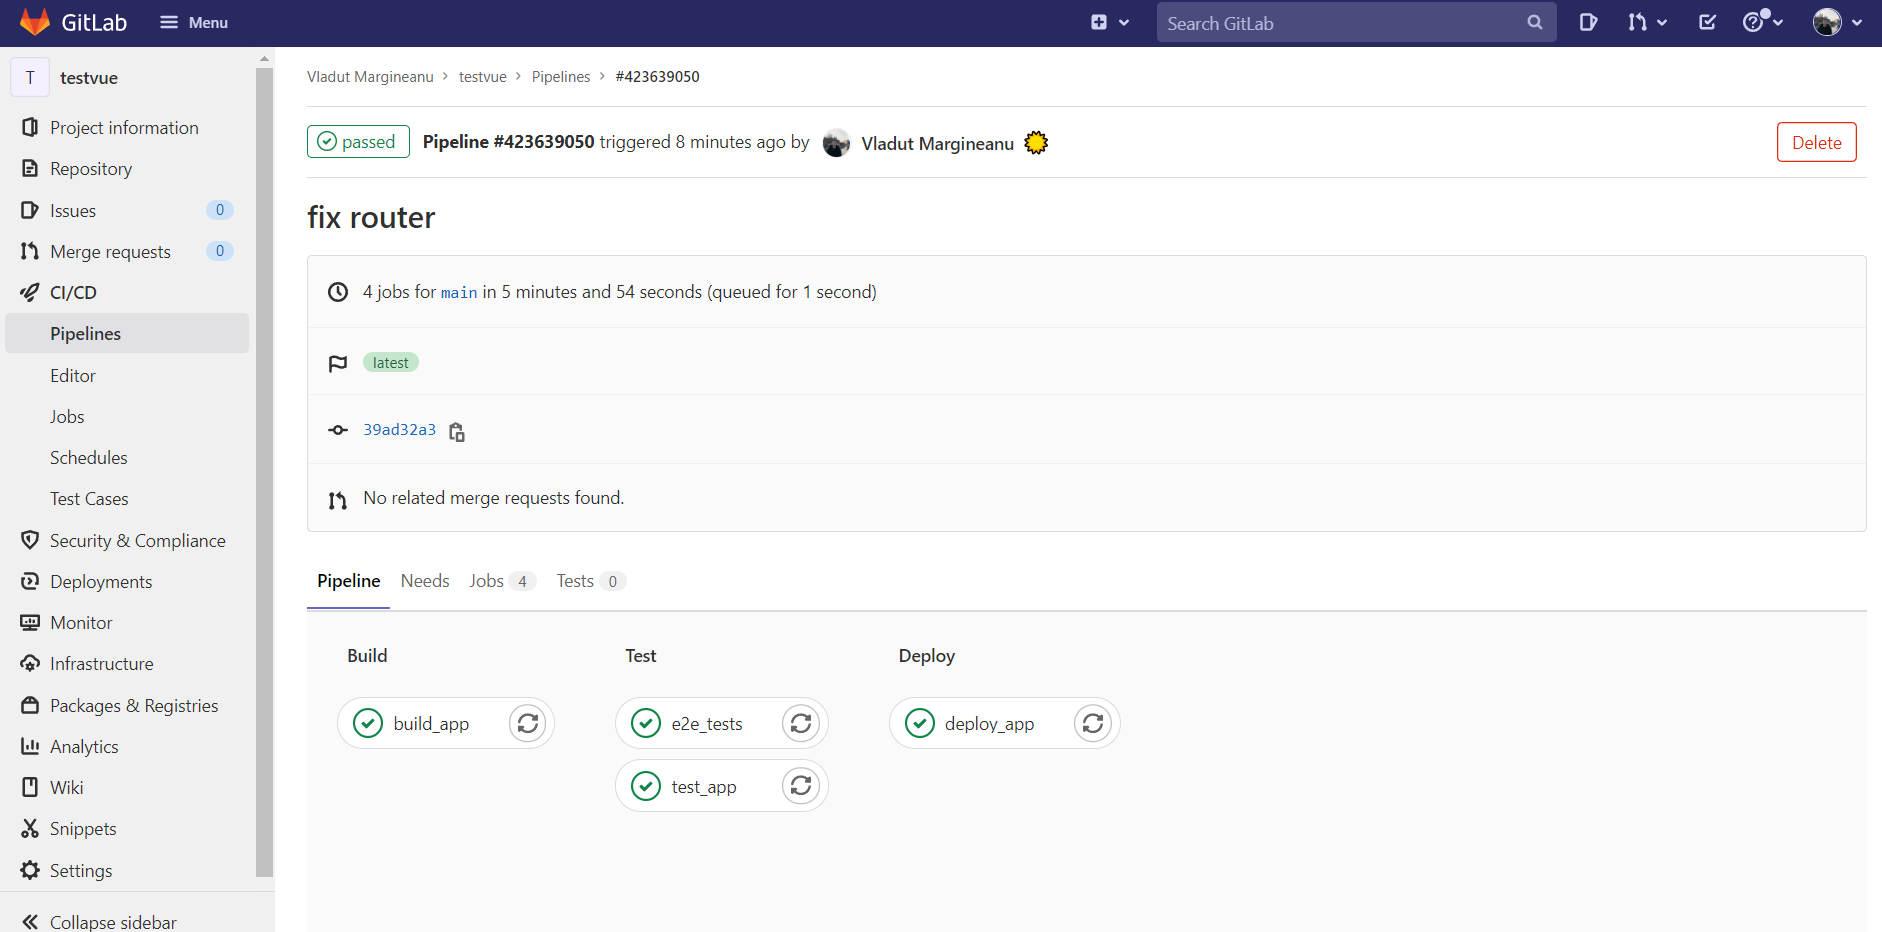 GitLab Menu Search GitLab
T testvue
Project information
Repository
Issues 0
Merge requests 0
CI/CD
Pipelines
Editor
Jobs
Schedules
Test Cases
Security & Compliance
Deployments
Monitor
Infrastructure
Packages & Registries
Analytics
Wiki
Snippets
Settings
Collapse sidebar
Vladut Margineanu > testvue > Pipelines > #423639050
passed Pipeline #423639050 triggered 8 minutes ago by Vladut Margineanu Delete
fix router
4 jobs for main in 5 minutes and 54 seconds (queued for 1 second)
latest
39ad32a3
No related merge requests found.
Pipeline Needs Jobs 4 Tests 0
Build Test Deploy
build_app e2e_tests deploy_app
test_app